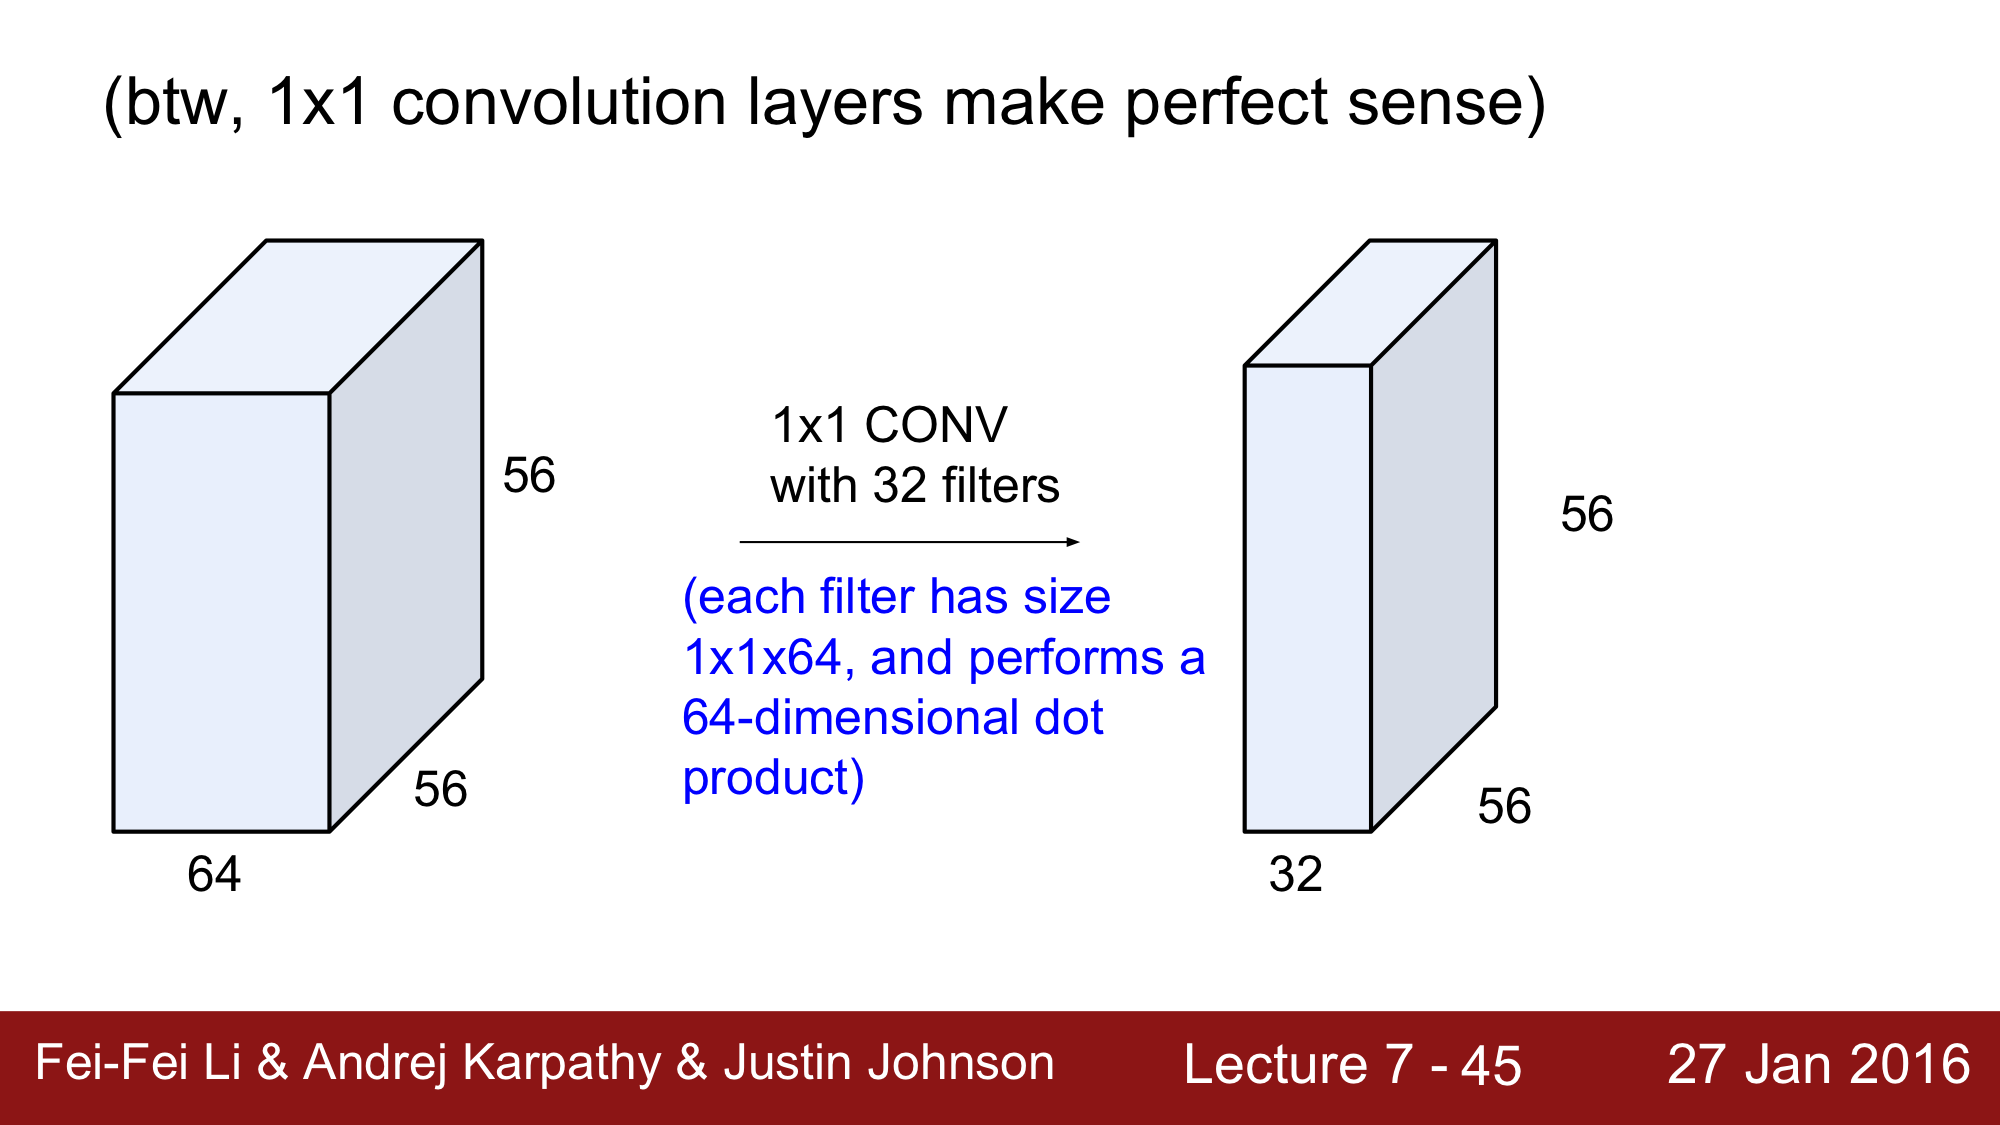 (btw, 1x1 convolution layers make perfect sense)
56
56
64
1x1 CONV
with 32 filters
(each filter has size
1x1x64, and performs a
64-dimensional dot
product)
56
56
32
Fei-Fei Li & Andrej Karpathy & Justin Johnson
Lecture 7 - 45
27 Jan 2016